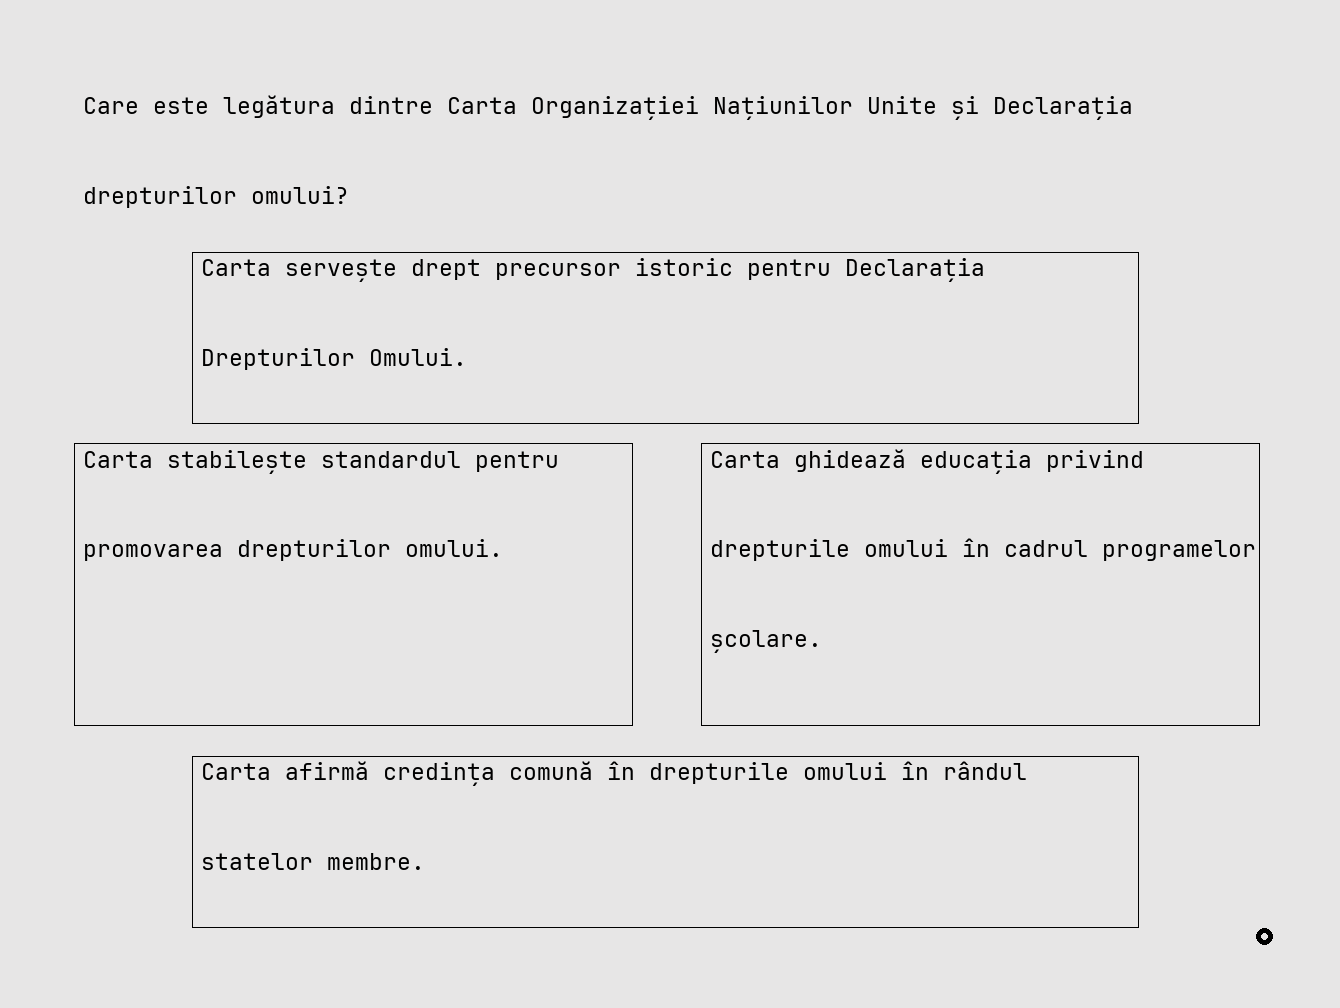 Care este legătura dintre Carta Organizației Națiunilor Unite și Declarația
drepturilor omului?
Carta servește drept precursor istoric pentru Declarația
Drepturilor Omului.
Carta stabilește standardul pentru
promovarea drepturilor omului.
Carta ghidează educația privind
drepturile omului în cadrul programelor
școlare.
Carta afirmă credința comună în drepturile omului în rândul
statelor membre.